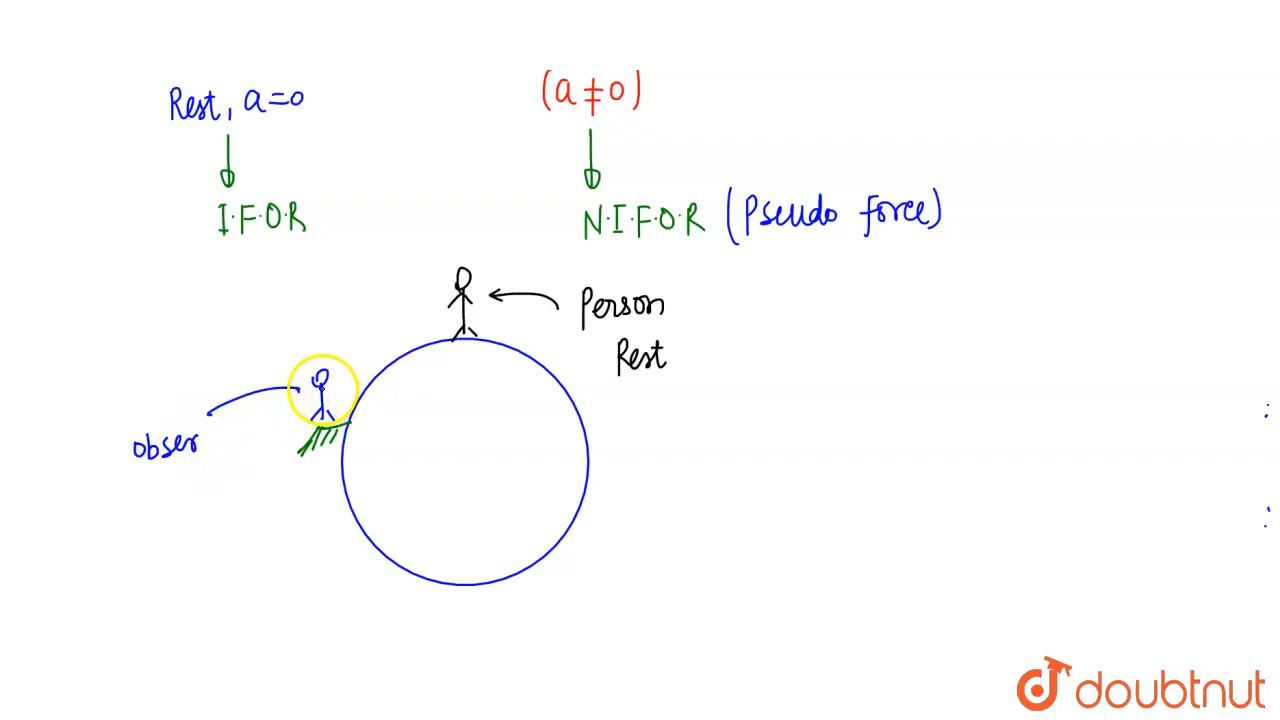 Rest, a=0
(a ≠ 0)
I.F.O.R
N.I.F.O.R (Pseudo force)
Person
Rest
obser
doubtnut